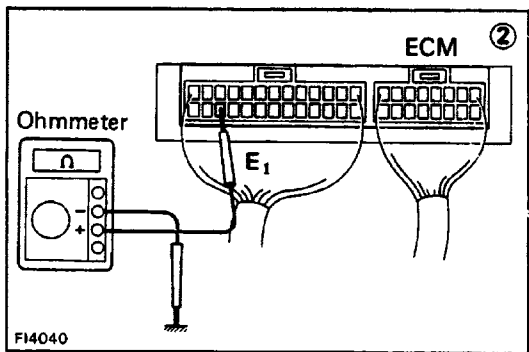 ②
ECM
Ohmmeter
Ω
E₁
−
+
FI4040